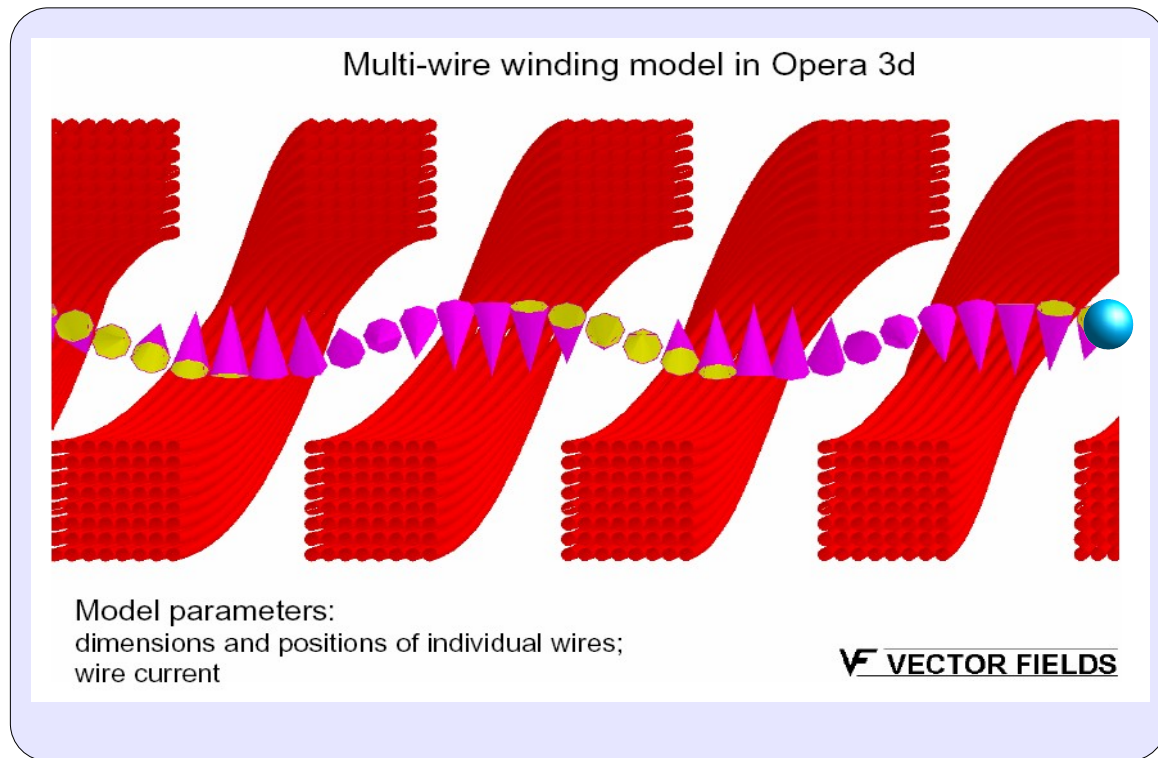 Multi-wire winding model in Opera 3d
Model parameters:
dimensions and positions of individual wires;
wire current
VF VECTOR FIELDS